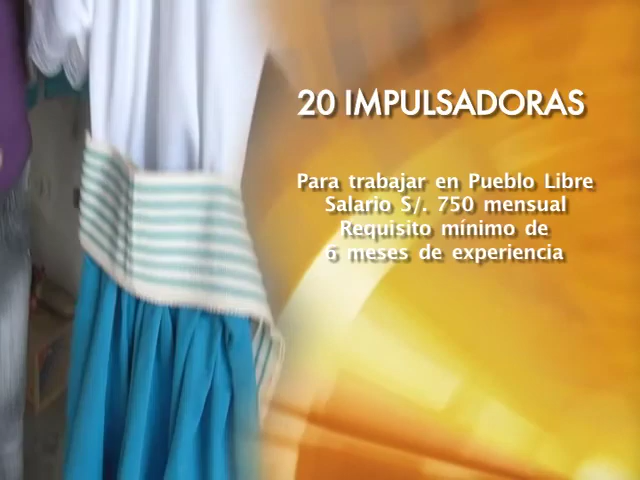 20 IMPULSADORAS
Para trabajar en Pueblo Libre
Salario S/. 750 mensual
Requisito mínimo de
6 meses de experiencia